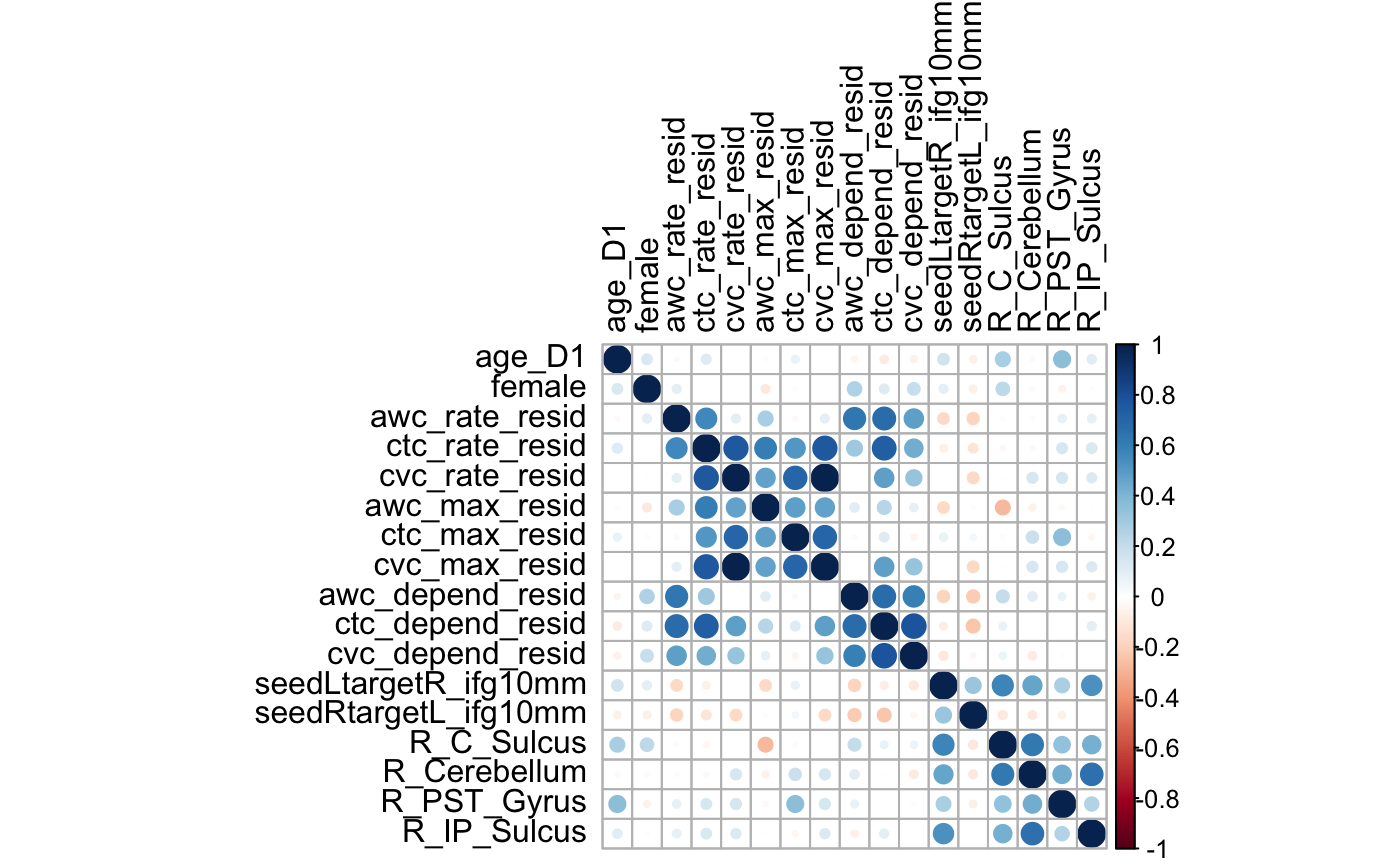 age_D1
female
awc_rate_resid
ctc_rate_resid
cvc_rate_resid
awc_max_resid
ctc_max_resid
cvc_max_resid
awc_depend_resid
ctc_depend_resid
cvc_depend_resid
seedLtargetR_ifg10mm
seedRtargetL_ifg10mm
R_C_Sulcus
R_Cerebellum
R_PST_Gyrus
R_IP_Sulcus
age_D1
female
awc_rate_resid
ctc_rate_resid
cvc_rate_resid
awc_max_resid
ctc_max_resid
cvc_max_resid
awc_depend_resid
ctc_depend_resid
cvc_depend_resid
seedLtargetR_ifg10mm
seedRtargetL_ifg10mm
R_C_Sulcus
R_Cerebellum
R_PST_Gyrus
R_IP_Sulcus
1
0.8
0.6
0.4
0.2
0
-0.2
-0.4
-0.6
-0.8
-1